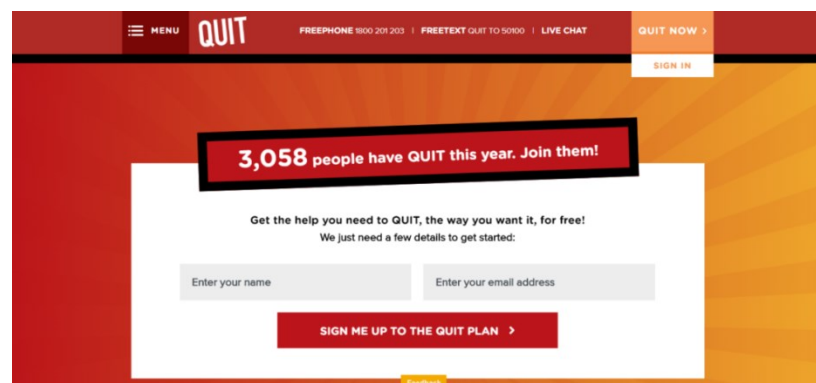 MENU
QUIT
FREEPHONE 1800 201 203 | FREETEXT QUIT TO 50100 | LIVE CHAT
QUIT NOW >
SIGN IN
3,058 people have QUIT this year. Join them!
Get the help you need to QUIT, the way you want it, for free!
We just need a few details to get started:
Enter your name
Enter your email address
SIGN ME UP TO THE QUIT PLAN >
Feedback